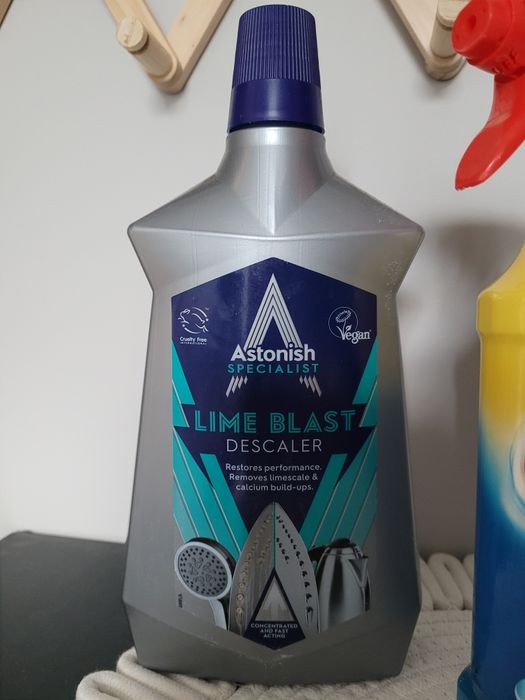 Cruelty Free
INTERNATIONAL
Vegan
Astonish
SPECIALIST
LIME BLAST
DESCALER
Restores performance.
Removes limescale &
calcium build-ups.
CONCENTRATED
AND FAST
ACTING